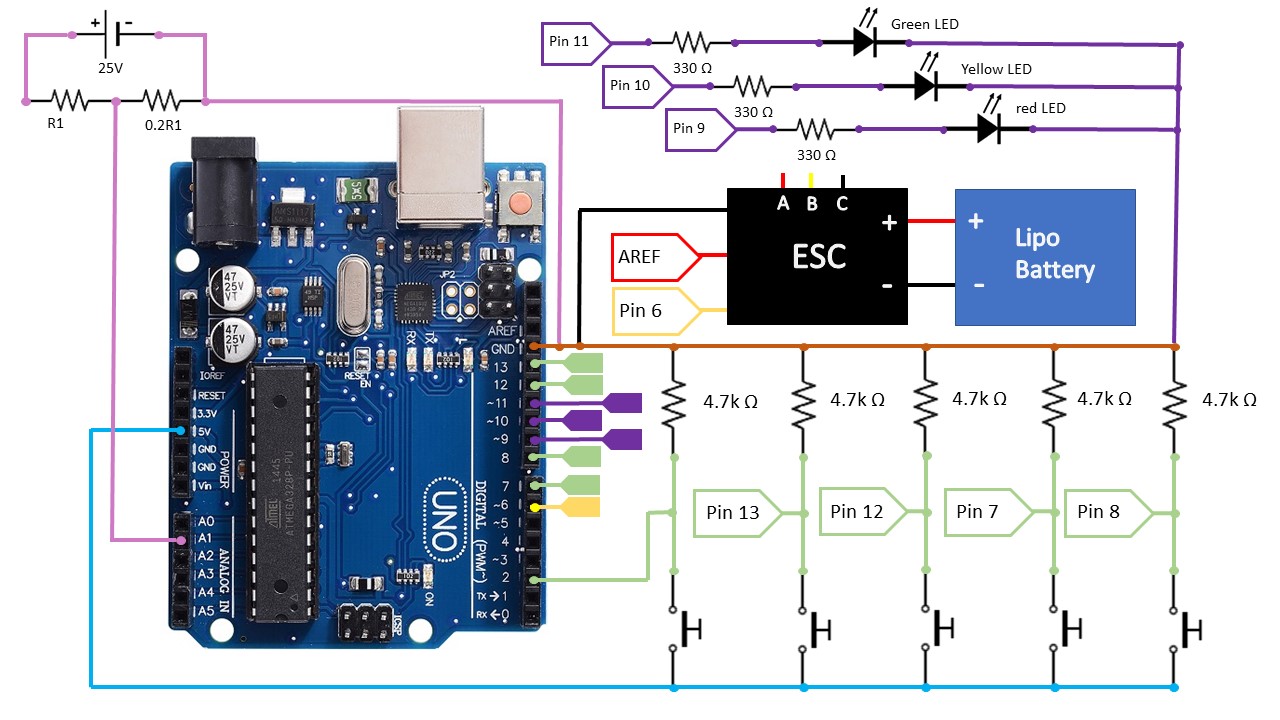 + -
25V
R1
0.2R1
Pin 11
330 Ω
Green LED
Pin 10
330 Ω
Yellow LED
Pin 9
330 Ω
red LED
A B C
ESC
+
-
AREF
Pin 6
+
-
Lipo
Battery
47
25V
VT
47
25V
VT
JP2
RX
TX
L
RESET
EN
IOREF
RESET
3.3V
5V
GND
GND
Vin
POWER
A0
A1
A2
A3
A4
A5
ANALOG IN
AREF
GND
13
12
~11
~10
~9
8
7
~6
~5
4
~3
2
TX→1
RX←0
DIGITAL (PWM~)
UNO
ON
ICSP
ATMEL 1445
ATMEGA328P-PU
4.7k Ω
4.7k Ω
4.7k Ω
4.7k Ω
4.7k Ω
Pin 13
Pin 12
Pin 7
Pin 8